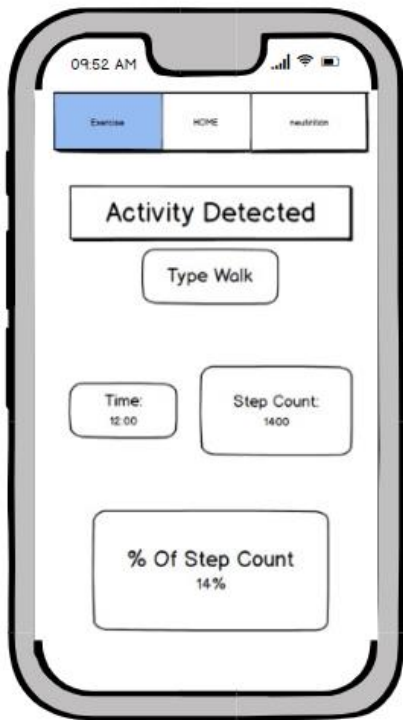 09:52 AM
Exercise HOME neutirition
Activity Detected
Type Walk
Time: Step Count:
12:00 1400
% Of Step Count
14%